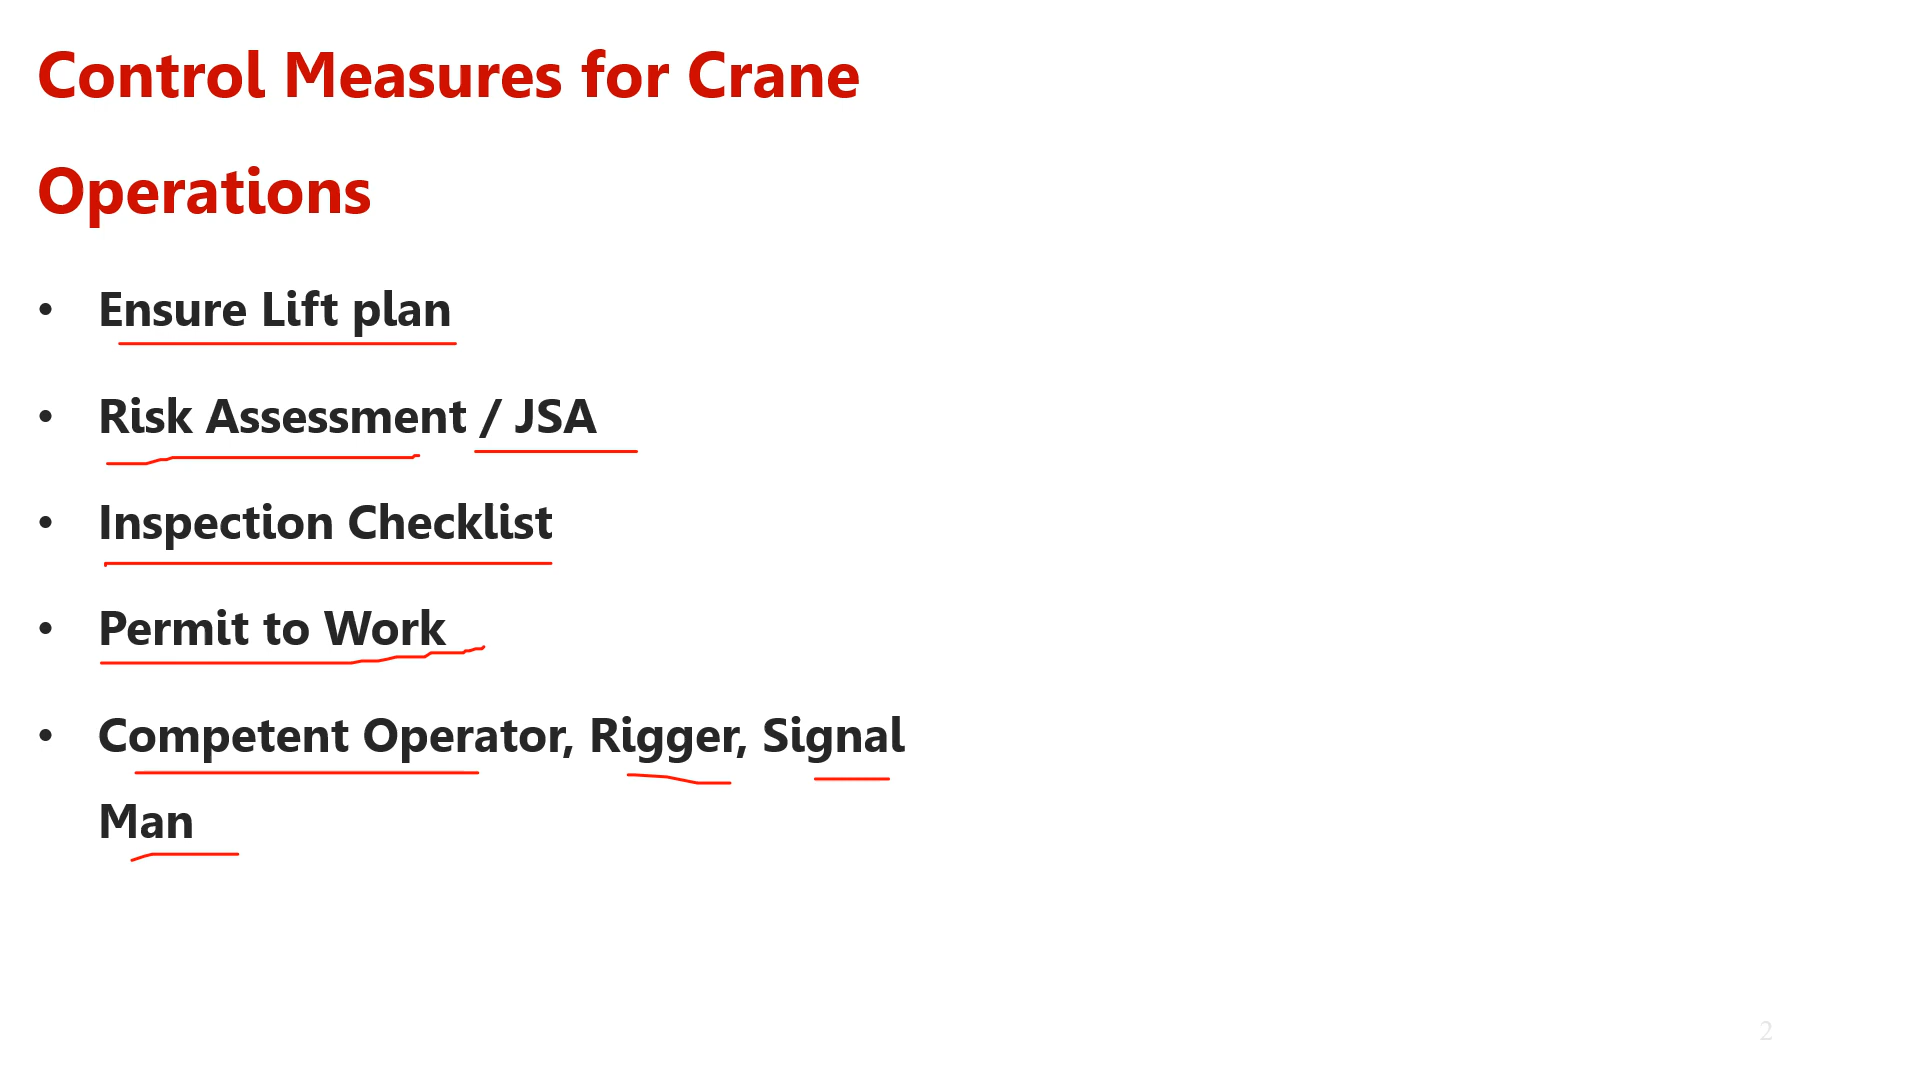 Control Measures for Crane
Operations
• Ensure Lift plan
• Risk Assessment / JSA
• Inspection Checklist
• Permit to Work
• Competent Operator, Rigger, Signal
Man
2